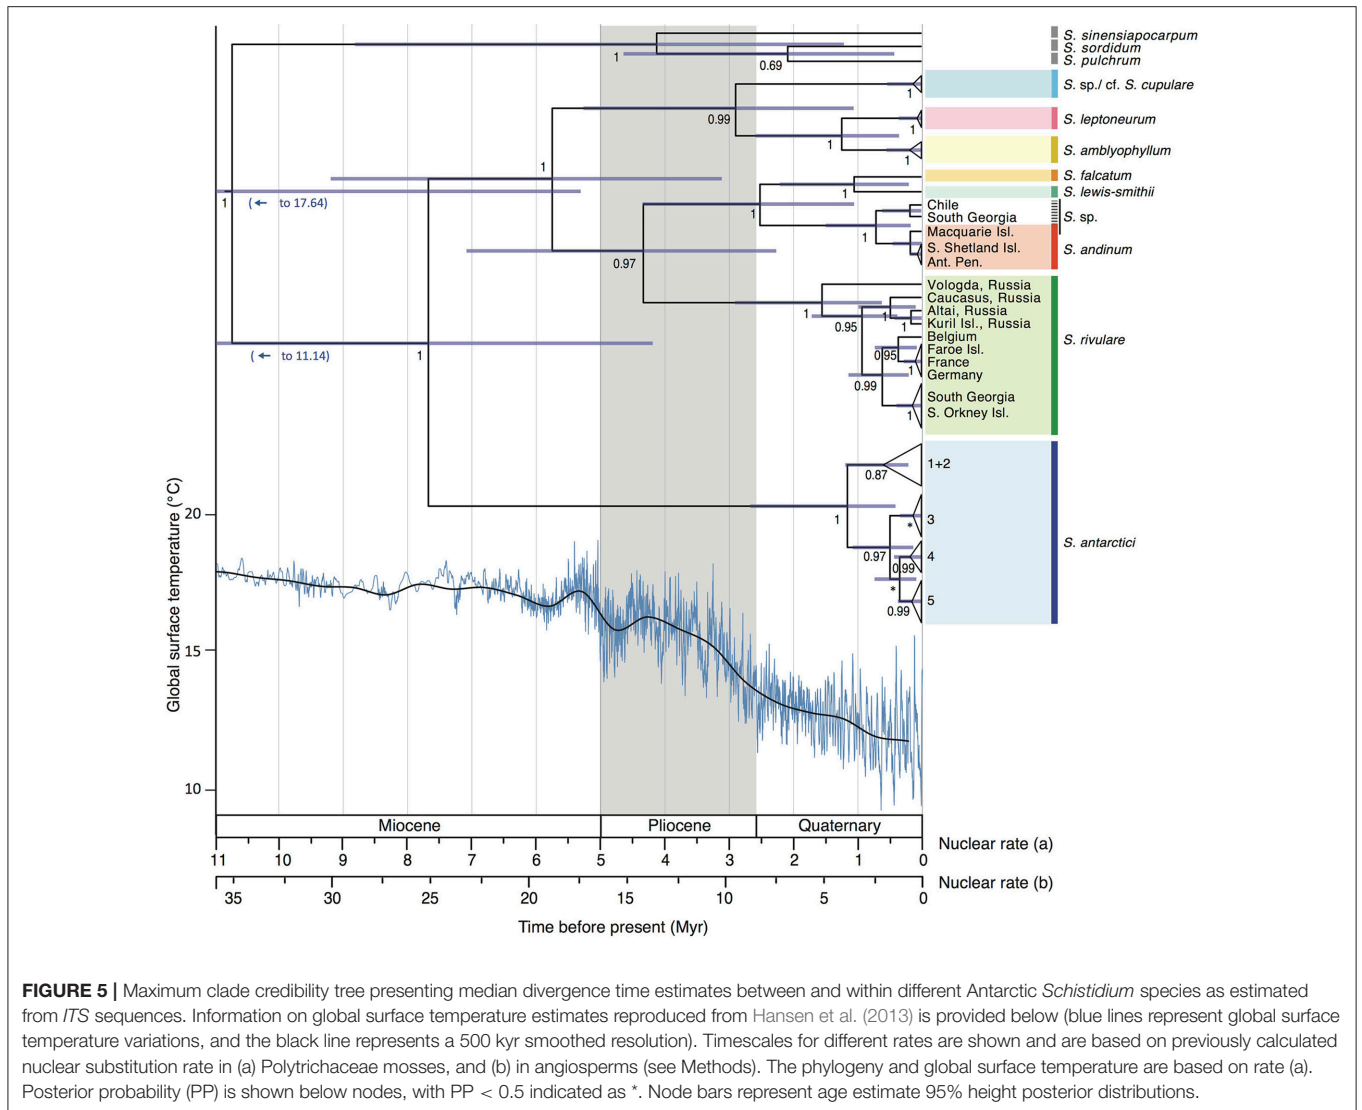 S. sinensiapocarpum
S. sordidum
S. pulchrum
1
0.69
S. sp./ cf. S. cupulare
1
0.99
S. leptoneurum
1
1
S. amblyophyllum
1
1
S. falcatum
1
S. lewis-smithii
1
(← to 17.64)
Chile
South Georgia
S. sp.
1
Macquarie Isl.
1
S. Shetland Isl.
S. andinum
Ant. Pen.
0.97
Vologda, Russia
Caucasus, Russia
Altai, Russia
1
1
Kuril Isl., Russia
0.95
1
Belgium
S. rivulare
Faroe Isl.
0.95
(← to 11.14)
1
France
1
Germany
0.99
South Georgia
S. Orkney Isl.
1
1+2
0.87
3
1
*
S. antarctici
4
0.97
0.99
*
5
0.99
Global surface temperature (°C)
20
15
10
Miocene
Pliocene
Quaternary
Nuclear rate (a)
11 10 9 8 7 6 5 4 3 2 1 0
Nuclear rate (b)
35 30 25 20 15 10 5 0
Time before present (Myr)
FIGURE 5 | Maximum clade credibility tree presenting median divergence time estimates between and within different Antarctic Schistidium species as estimated
from ITS sequences. Information on global surface temperature estimates reproduced from Hansen et al. (2013) is provided below (blue lines represent global surface
temperature variations, and the black line represents a 500 kyr smoothed resolution). Timescales for different rates are shown and are based on previously calculated
nuclear substitution rate in (a) Polytrichaceae mosses, and (b) in angiosperms (see Methods). The phylogeny and global surface temperature are based on rate (a).
Posterior probability (PP) is shown below nodes, with PP < 0.5 indicated as *. Node bars represent age estimate 95% height posterior distributions.